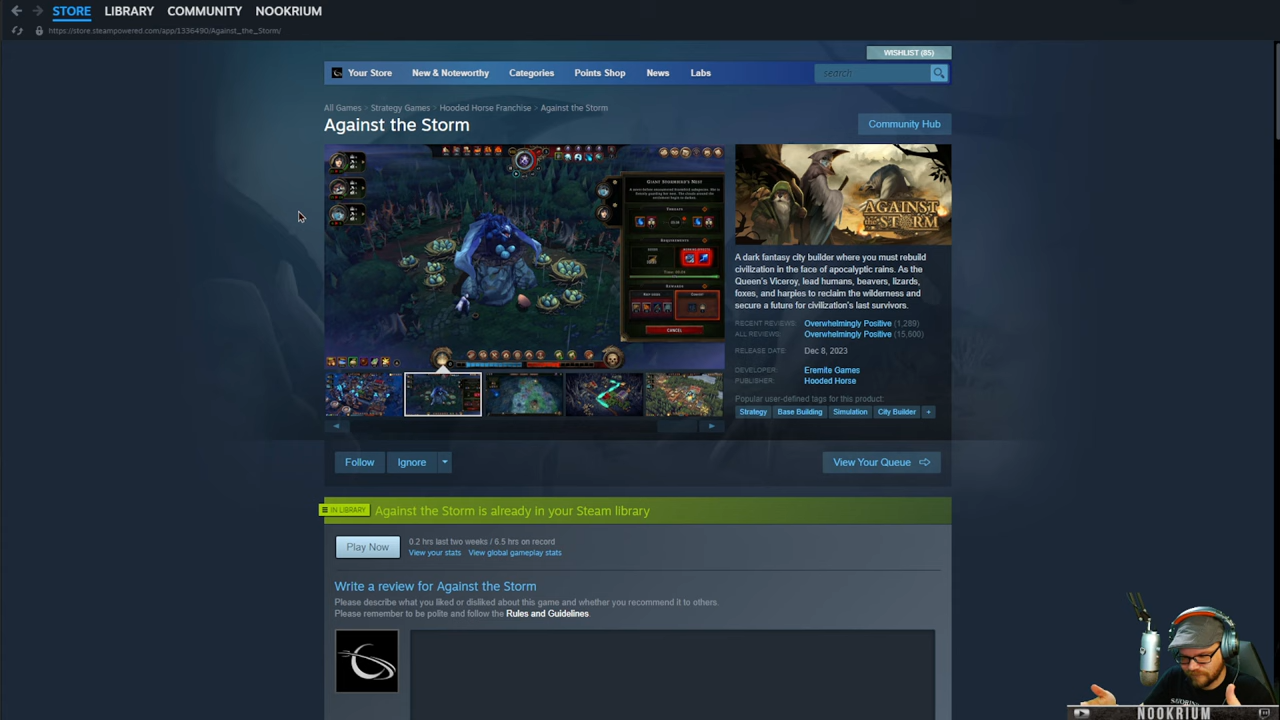 STORE LIBRARY COMMUNITY NOOKRIUM
https://store.steampowered.com/app/1336490/Against_the_Storm/
WISHLIST (85)
Your Store New & Noteworthy Categories Points Shop News Labs
search
All Games > Strategy Games > Hooded Horse Franchise > Against the Storm
Against the Storm
Community Hub
GIANT STORMBIRD'S NEST
CANCEL
AGAINST
the STORM
A dark fantasy city builder where you must rebuild
civilization in the face of apocalyptic rains. As the
Queen's Viceroy, lead humans, beavers, lizards,
foxes, and harpies to reclaim the wilderness and
secure a future for civilization's last survivors.
RECENT REVIEWS: Overwhelmingly Positive (1,289)
ALL REVIEWS: Overwhelmingly Positive (15,600)
RELEASE DATE: Dec 8, 2023
DEVELOPER: Eremite Games
PUBLISHER: Hooded Horse
Popular user-defined tags for this product:
Strategy Base Building Simulation City Builder +
Follow Ignore View Your Queue
IN LIBRARY Against the Storm is already in your Steam library
Play Now
0.2 hrs last two weeks / 6.5 hrs on record
View your stats View global gameplay stats
Write a review for Against the Storm
Please describe what you liked or disliked about this game and whether you recommend it to others.
Please remember to be polite and follow the Rules and Guidelines.
NOOKRIUM